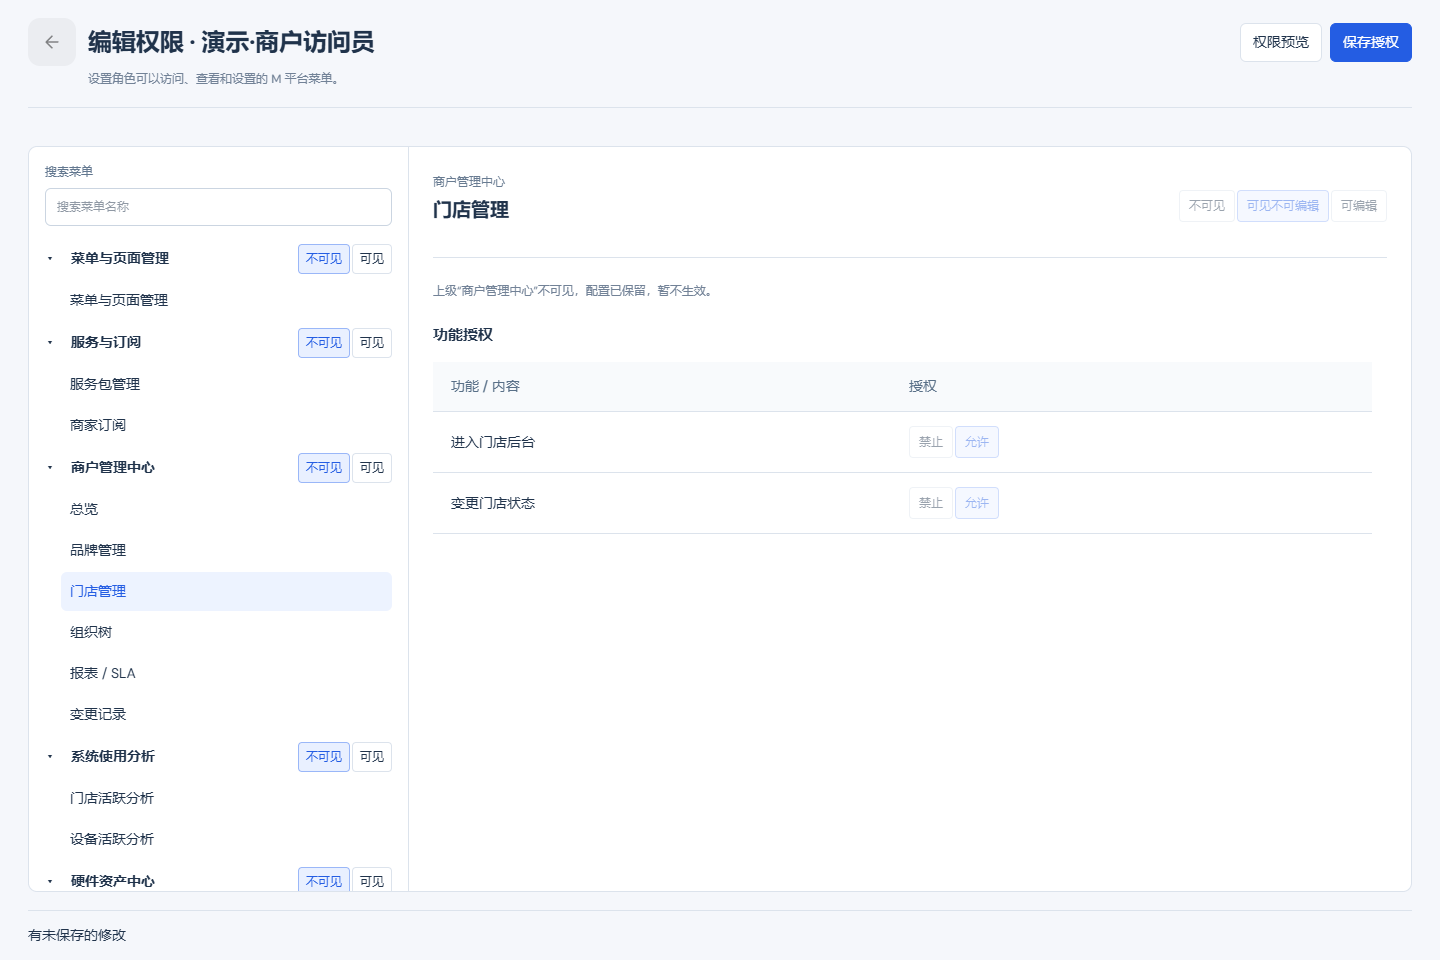 编辑权限 · 演示·商户访问员
设置角色可以访问、查看和设置的 M 平台菜单。
权限预览
保存授权
搜索菜单
搜索菜单名称
菜单与页面管理 不可见 可见
菜单与页面管理
服务与订阅 不可见 可见
服务包管理
商家订阅
商户管理中心 不可见 可见
总览
品牌管理
门店管理
组织树
报表 / SLA
变更记录
系统使用分析 不可见 可见
门店活跃分析
设备活跃分析
硬件资产中心 不可见 可见
商户管理中心
门店管理
不可见 可见不可编辑 可编辑
上级“商户管理中心”不可见，配置已保留，暂不生效。
功能授权
功能 / 内容 授权
进入门店后台 禁止 允许
变更门店状态 禁止 允许
有未保存的修改